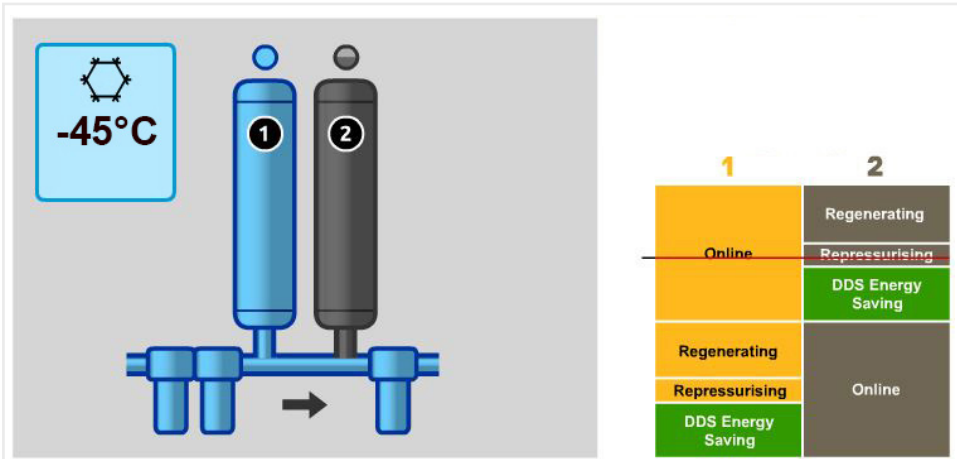 -45°C
1
2
1
2
Online
Regenerating
Repressurising
DDS Energy
Saving
Regenerating
Repressurising
DDS Energy
Saving
Online